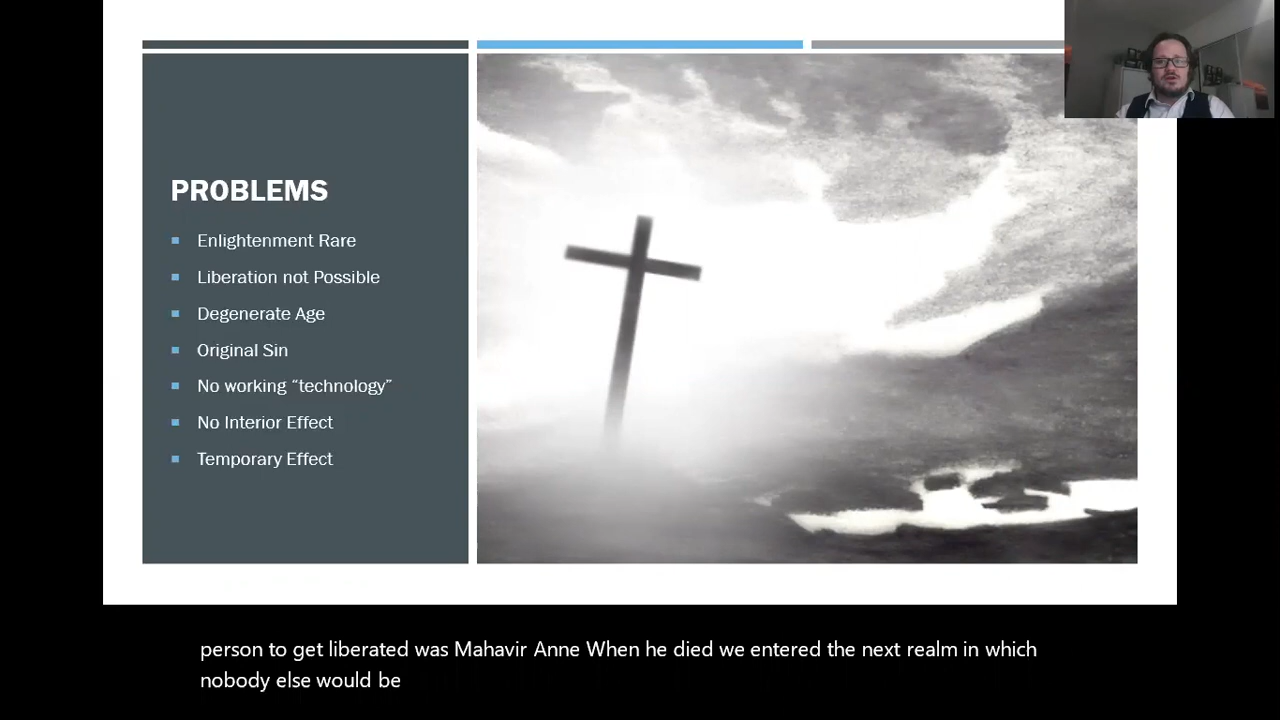 PROBLEMS
Enlightenment Rare
Liberation not Possible
Degenerate Age
Original Sin
No working “technology”
No Interior Effect
Temporary Effect
person to get liberated was Mahavir Anne When he died we entered the next realm in which
nobody else would be